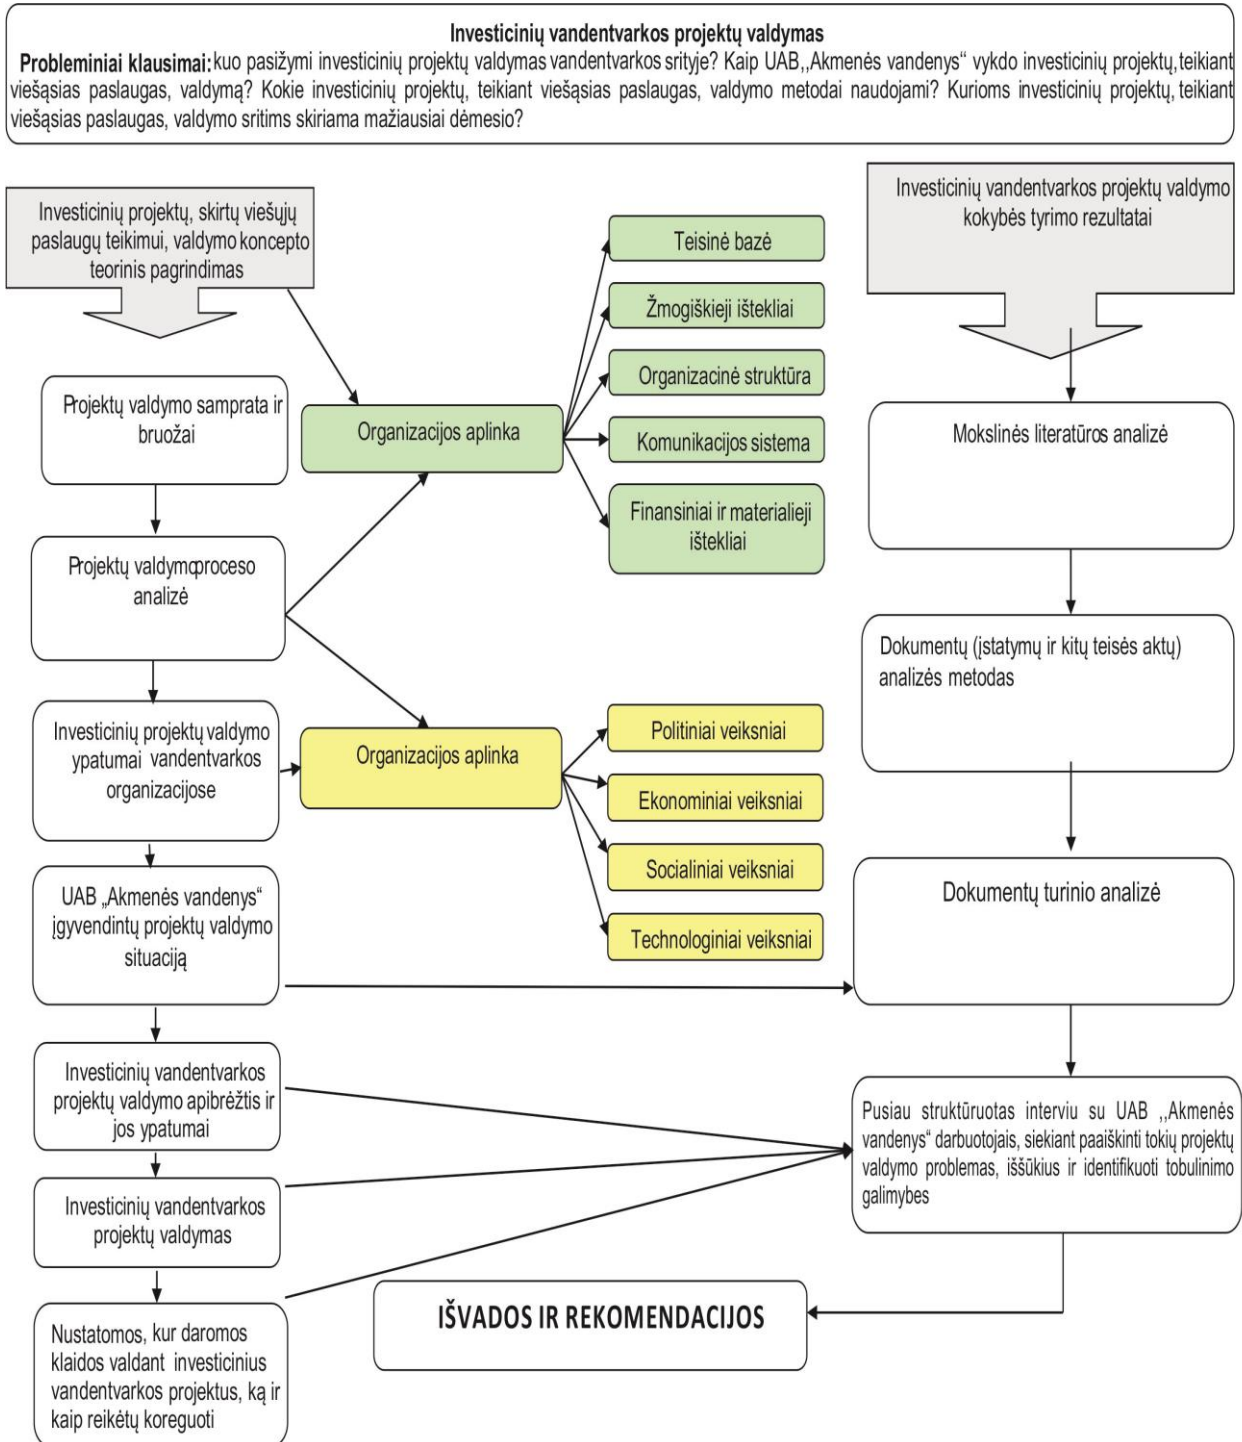 Investicinių vandentvarkos projektų valdymas
Probleminiai klausimai: kuo pasižymi investicinių projektų valdymas vandentvarkos srityje? Kaip UAB,,Akmenės vandenys“ vykdo investicinių projektų, teikiant
viešąsias paslaugas, valdymą? Kokie investicinių projektų, teikiant viešąsias paslaugas, valdymo metodai naudojami? Kurioms investicinių projektų, teikiant
viešąsias paslaugas, valdymo sritims skiriama mažiausiai dėmesio?
Investicinių projektų, skirtų viešųjų
paslaugų teikimui, valdymo koncepto
teorinis pagrindimas
Projektų valdymo samprata ir
bruožai
Projektų valdymo proceso
analizė
Investicinių projektų valdymo
ypatumai vandentvarkos
organizacijose
UAB „Akmenės vandenys“
įgyvendintų projektų valdymo
situaciją
Investicinių vandentvarkos
projektų valdymo apibrėžtis ir
jos ypatumai
Investicinių vandentvarkos
projektų valdymas
Nustatomos, kur daromos
klaidos valdant investicinius
vandentvarkos projektus, ką ir
kaip reikėtų koreguoti
Organizacijos aplinka
Teisinė bazė
Žmogiškieji ištekliai
Organizacinė struktūra
Komunikacijos sistema
Finansiniai ir materialieji
ištekliai
Organizacijos aplinka
Politiniai veiksniai
Ekonominiai veiksniai
Socialiniai veiksniai
Technologiniai veiksniai
Investicinių vandentvarkos projektų valdymo
kokybės tyrimo rezultatai
Mokslinės literatūros analizė
Dokumentų (įstatymų ir kitų teisės aktų)
analizės metodas
Dokumentų turinio analizė
Pusiau struktūruotas interviu su UAB ,,Akmenės
vandenys“ darbuotojais, siekiant paaiškinti tokių projektų
valdymo problemas, iššūkius ir identifikuoti tobulinimo
galimybes
IŠVADOS IR REKOMENDACIJOS